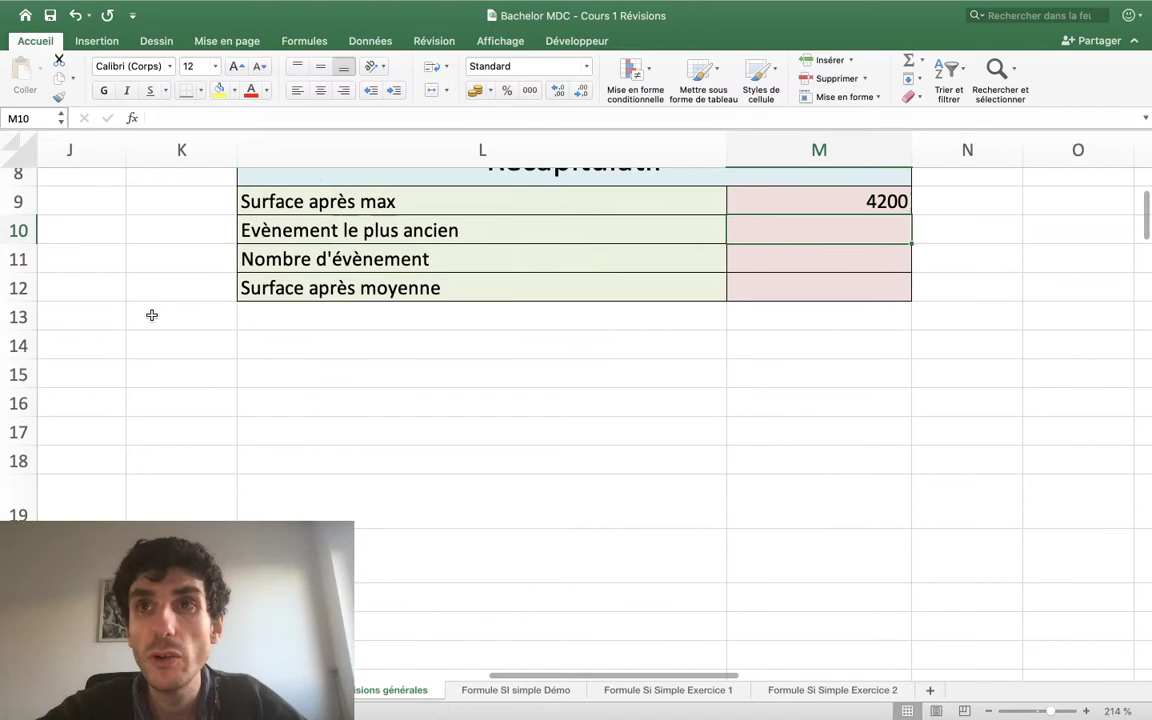 Bachelor MDC - Cours 1 Révisions
Rechercher dans la feu
Accueil Insertion Dessin Mise en page Formules Données Révision Affichage Développeur
Partager
Coller
Calibri (Corps) 12
G I S
Standard
% 000
Mise en forme conditionnelle
Mettre sous forme de tableau
Styles de cellule
Insérer
Supprimer
Mise en forme
Trier et filtrer
Rechercher et sélectionner
M10
fx
J K L M N O
8 Récapitulatif
9 Surface après max 4200
10 Evènement le plus ancien
11 Nombre d'évènement
12 Surface après moyenne
13
14
15
16
17
18
19
isions générales Formule SI simple Démo Formule Si Simple Exercice 1 Formule Si Simple Exercice 2
214 %